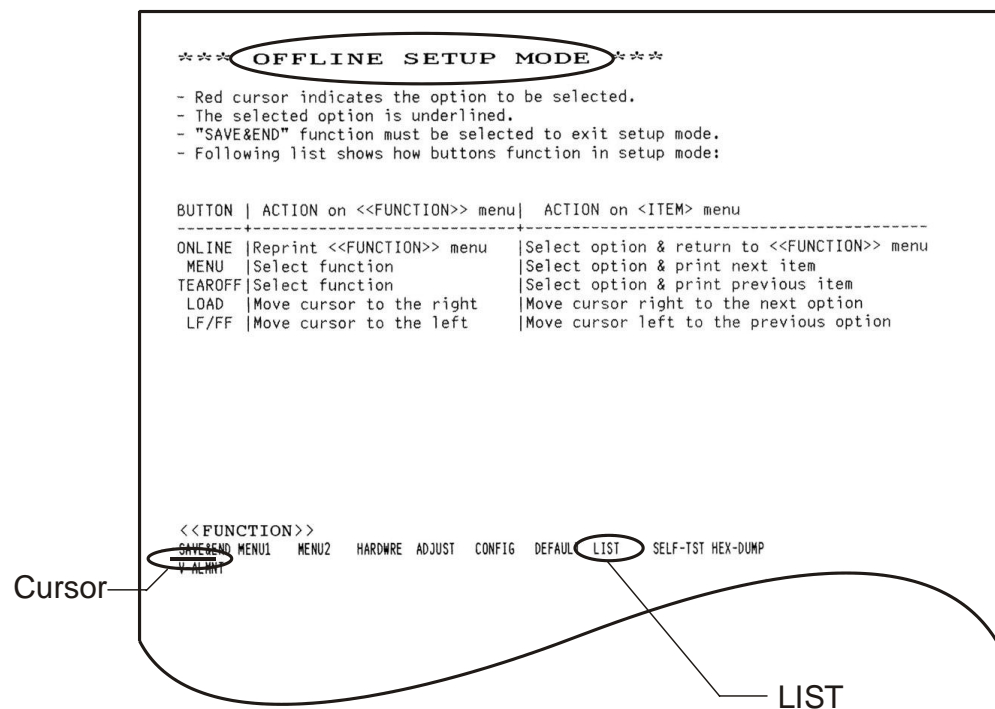 *** OFFLINE SETUP MODE ***
- Red cursor indicates the option to be selected.
- The selected option is underlined.
- "SAVE&END" function must be selected to exit setup mode.
- Following list shows how buttons function in setup mode:
BUTTON | ACTION on <<FUNCTION>> menu| ACTION on <ITEM> menu
-------+-----------------------------+--------------------------------------------
ONLINE |Reprint <<FUNCTION>> menu |Select option & return to <<FUNCTION>> menu
MENU |Select function |Select option & print next item
TEAROFF|Select function |Select option & print previous item
LOAD |Move cursor to the right |Move cursor right to the next option
LF/FF |Move cursor to the left |Move cursor left to the previous option
<<FUNCTION>>
SAVE&END MENU1 MENU2 HARDWRE ADJUST CONFIG DEFAULT LIST SELF-TST HEX-DUMP
V-ALMNT
Cursor
LIST